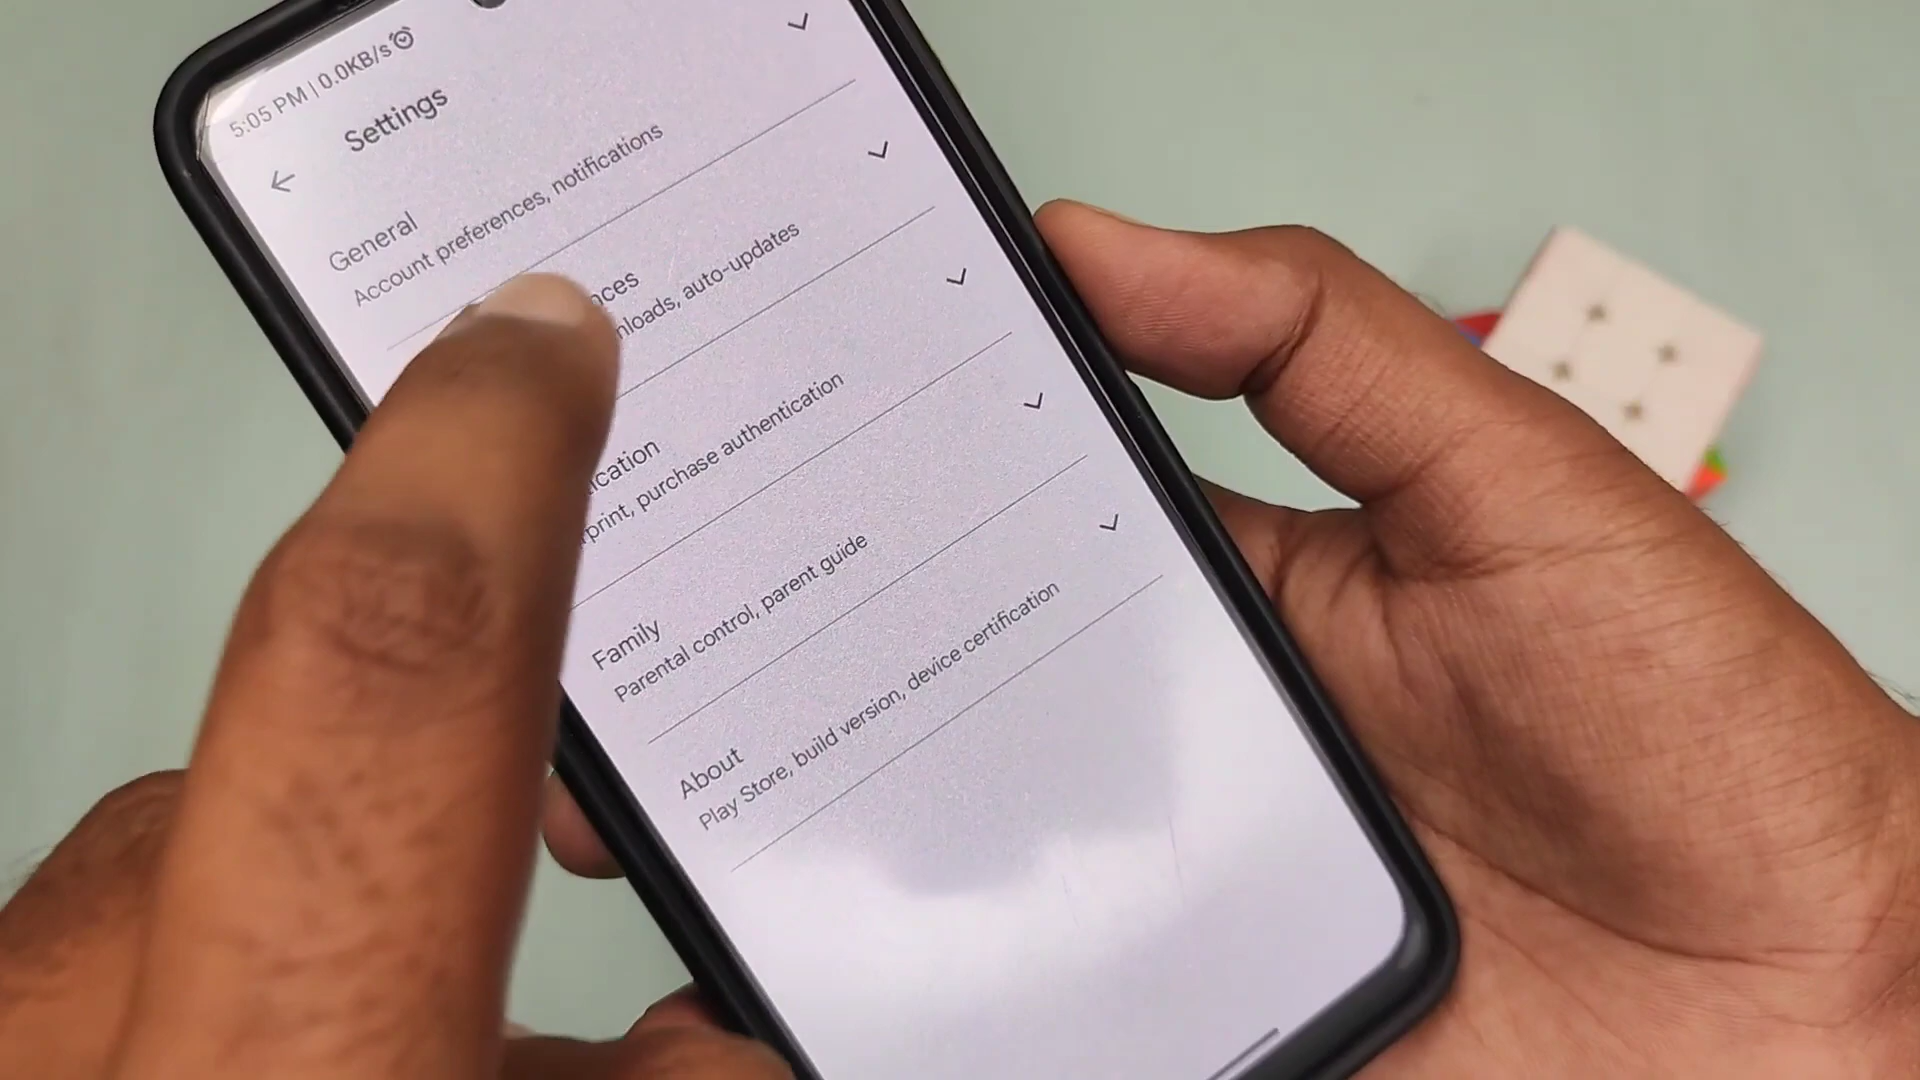 5:05 PM | 0.0KB/s
Settings
General
Account preferences, notifications
nces
nloads, auto-updates
ication
rprint, purchase authentication
Family
Parental control, parent guide
About
Play Store, build version, device certification